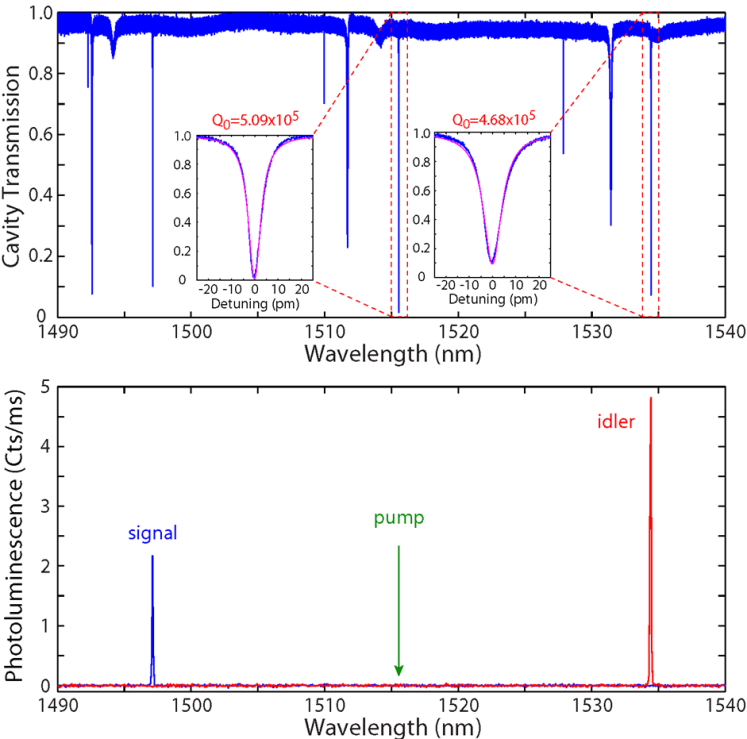 Cavity Transmission
1.0
0.8
0.6
0.4
0.2
0
Q0=5.09x105
1.0
0.8
0.6
0.4
0.2
0
-20 -10 0 10 20
Detuning (pm)
Q0=4.68x105
1.0
0.8
0.6
0.4
0.2
0
-20 -10 0 10 20
Detuning (pm)
1490 1500 1510 1520 1530 1540
Wavelength (nm)
Photoluminescence (Cts/ms)
5
4
3
2
1
0
idler
pump
signal
1490 1500 1510 1520 1530 1540
Wavelength (nm)